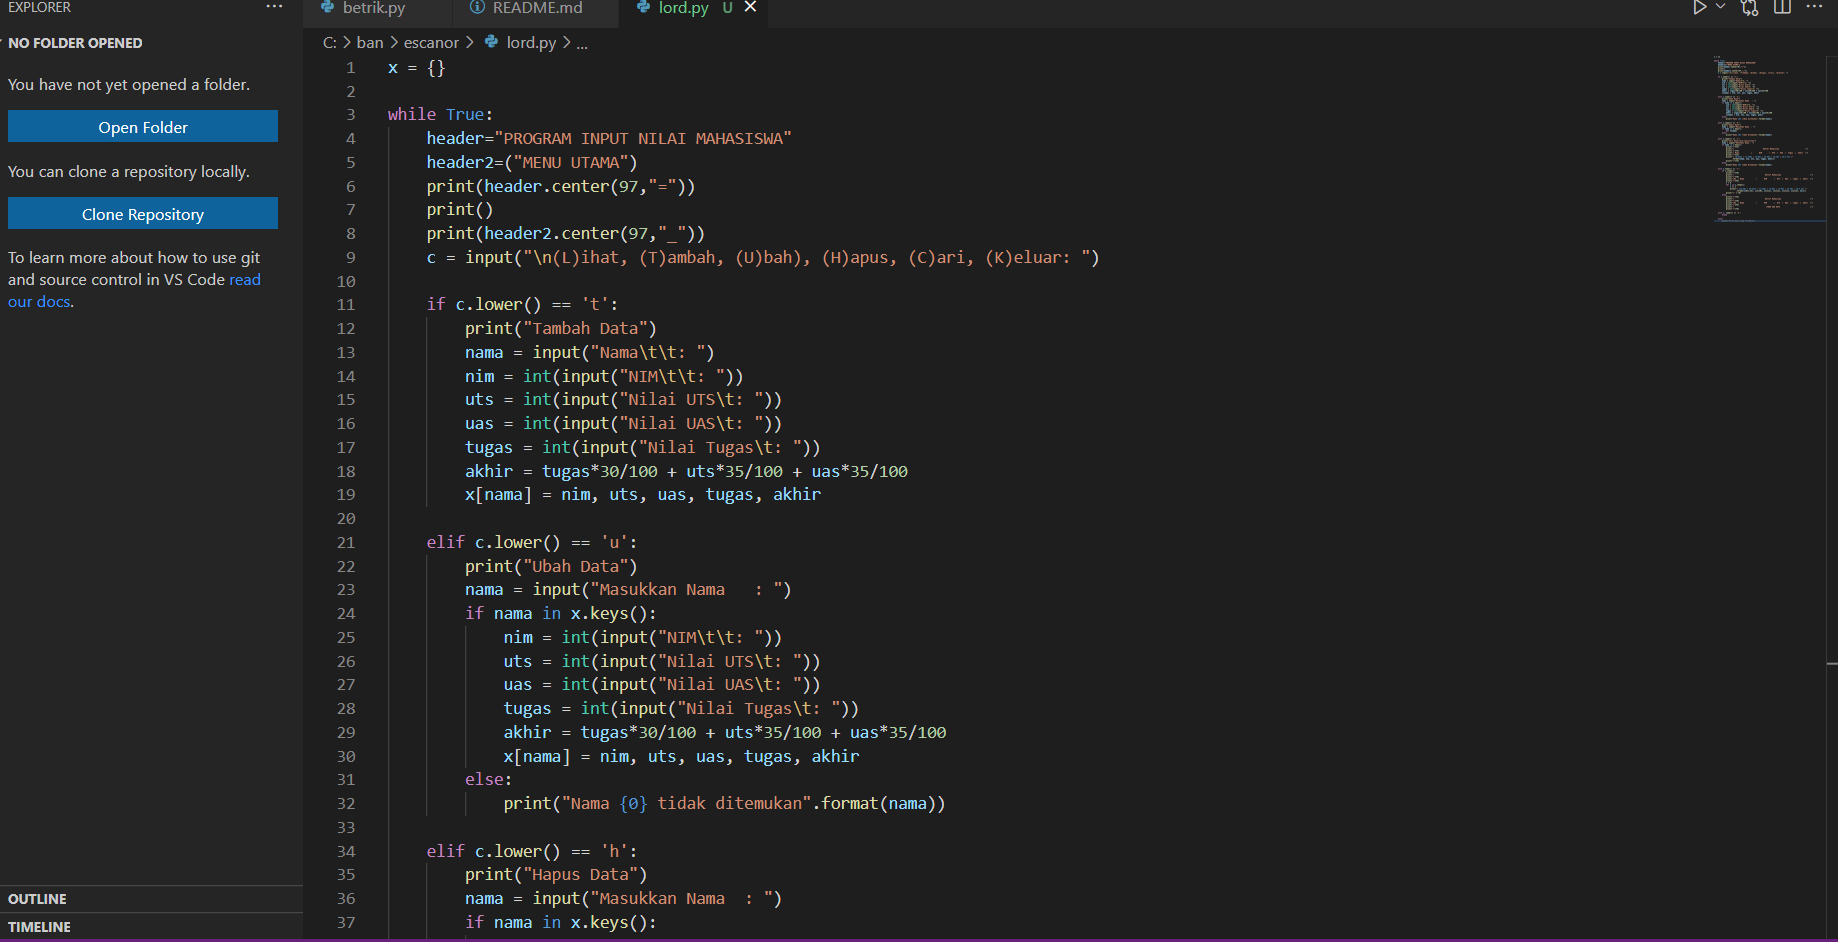 EXPLORER
···
NO FOLDER OPENED
You have not yet opened a folder.
Open Folder
You can clone a repository locally.
Clone Repository
To learn more about how to use git
and source control in VS Code read
our docs.
OUTLINE
TIMELINE
betrik.py
README.md
lord.py U
C: > ban > escanor > lord.py > ...
1 x = {}
2
3 while True:
4     header="PROGRAM INPUT NILAI MAHASISWA"
5     header2=("MENU UTAMA")
6     print(header.center(97,"="))
7     print()
8     print(header2.center(97,"_"))
9     c = input("\n(L)ihat, (T)ambah, (U)bah), (H)apus, (C)ari, (K)eluar: ")
10
11     if c.lower() == 't':
12         print("Tambah Data")
13         nama = input("Nama\t\t: ")
14         nim = int(input("NIM\t\t: "))
15         uts = int(input("Nilai UTS\t: "))
16         uas = int(input("Nilai UAS\t: "))
17         tugas = int(input("Nilai Tugas\t: "))
18         akhir = tugas*30/100 + uts*35/100 + uas*35/100
19         x[nama] = nim, uts, uas, tugas, akhir
20
21     elif c.lower() == 'u':
22         print("Ubah Data")
23         nama = input("Masukkan Nama   : ")
24         if nama in x.keys():
25             nim = int(input("NIM\t\t: "))
26             uts = int(input("Nilai UTS\t: "))
27             uas = int(input("Nilai UAS\t: "))
28             tugas = int(input("Nilai Tugas\t: "))
29             akhir = tugas*30/100 + uts*35/100 + uas*35/100
30             x[nama] = nim, uts, uas, tugas, akhir
31         else:
32             print("Nama {0} tidak ditemukan".format(nama))
33
34     elif c.lower() == 'h':
35         print("Hapus Data")
36         nama = input("Masukkan Nama  : ")
37         if nama in x.keys():